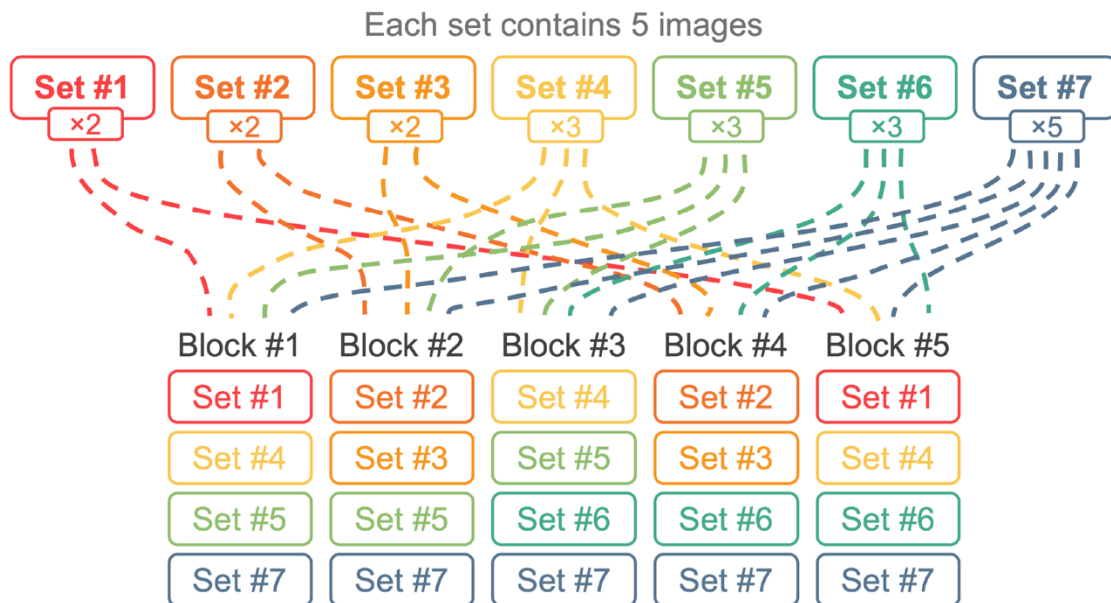 Each set contains 5 images
Set #1 Set #2 Set #3 Set #4 Set #5 Set #6 Set #7
×2 ×2 ×2 ×3 ×3 ×3 ×5
Block #1 Block #2 Block #3 Block #4 Block #5
Set #1 Set #2 Set #4 Set #2 Set #1
Set #4 Set #3 Set #5 Set #3 Set #4
Set #5 Set #5 Set #6 Set #6 Set #6
Set #7 Set #7 Set #7 Set #7 Set #7